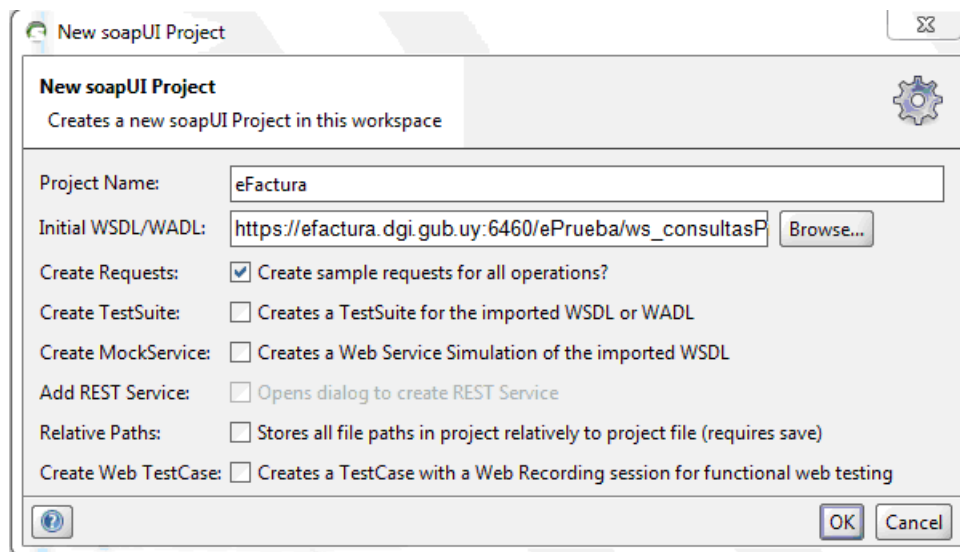 New soapUI Project
New soapUI Project
Creates a new soapUI Project in this workspace
Project Name: eFactura
Initial WSDL/WADL: https://efactura.dgi.gub.uy:6460/ePrueba/ws_consultasP Browse...
Create Requests: Create sample requests for all operations?
Create TestSuite: Creates a TestSuite for the imported WSDL or WADL
Create MockService: Creates a Web Service Simulation of the imported WSDL
Add REST Service: Opens dialog to create REST Service
Relative Paths: Stores all file paths in project relatively to project file (requires save)
Create Web TestCase: Creates a TestCase with a Web Recording session for functional web testing
OK Cancel